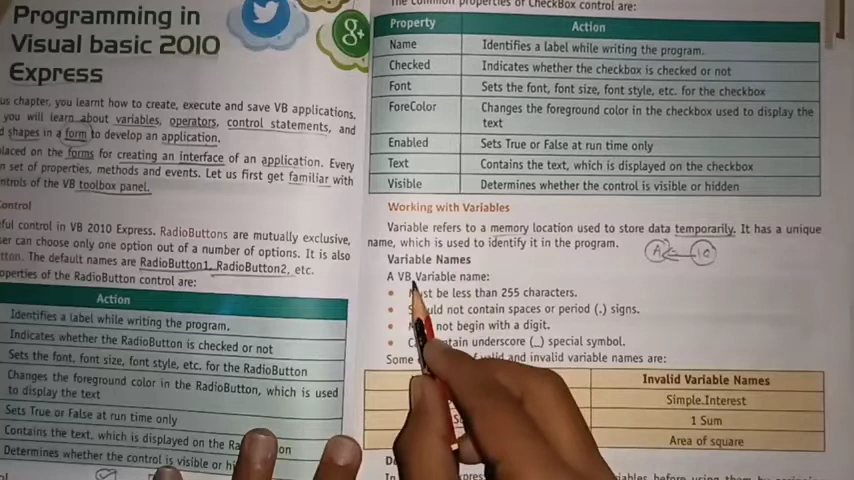 Programming in
Visual basic 2010
Express
us chapter, you learnt how to create, execute and save VB applications.
you will learn about variables, operators, control statements, and
shapes in a form to develop an application.
placed on the forms for creating an interface of an application. Every
set of properties, methods and events. Let us first get familiar with
controls of the VB toolbox panel.
Control
control in VB 2010 Express. RadioButtons are mutually exclusive,
can choose only one option out of a number of options. It is also
The default names are RadioButton1, RadioButton2, etc.
properties of the RadioButton control are:
Action
Identifies a label while writing the program.
Indicates whether the RadioButton is checked or not
Sets the font, font size, font style, etc. for the RadioButton
Changes the foreground color in the RadioButton, which is used
to display the text
Sets True or False at run time only
Contains the text, which is displayed on the
Determines whether the control is visible or
The common properties of CheckBox control are:
Property Action
Name Identifies a label while writing the program.
Checked Indicates whether the checkbox is checked or not
Font Sets the font, font size, font style, etc. for the checkbox
ForeColor Changes the foreground color in the checkbox used to display the
text
Enabled Sets True or False at run time only
Text Contains the text, which is displayed on the checkbox
Visible Determines whether the control is visible or hidden
Working with Variables
Variable refers to a memory location used to store data temporarily. It has a unique
name, which is used to identify it in the program.
A 10
Variable Names
A VB Variable name:
• Must be less than 255 characters.
• Should not contain spaces or period (.) signs.
• not begin with a digit.
• contain underscore (_) special symbol.
Some of valid and invalid variable names are:
Invalid Variable Names
Simple.Interest
1 Sum
Area of square
before using them by